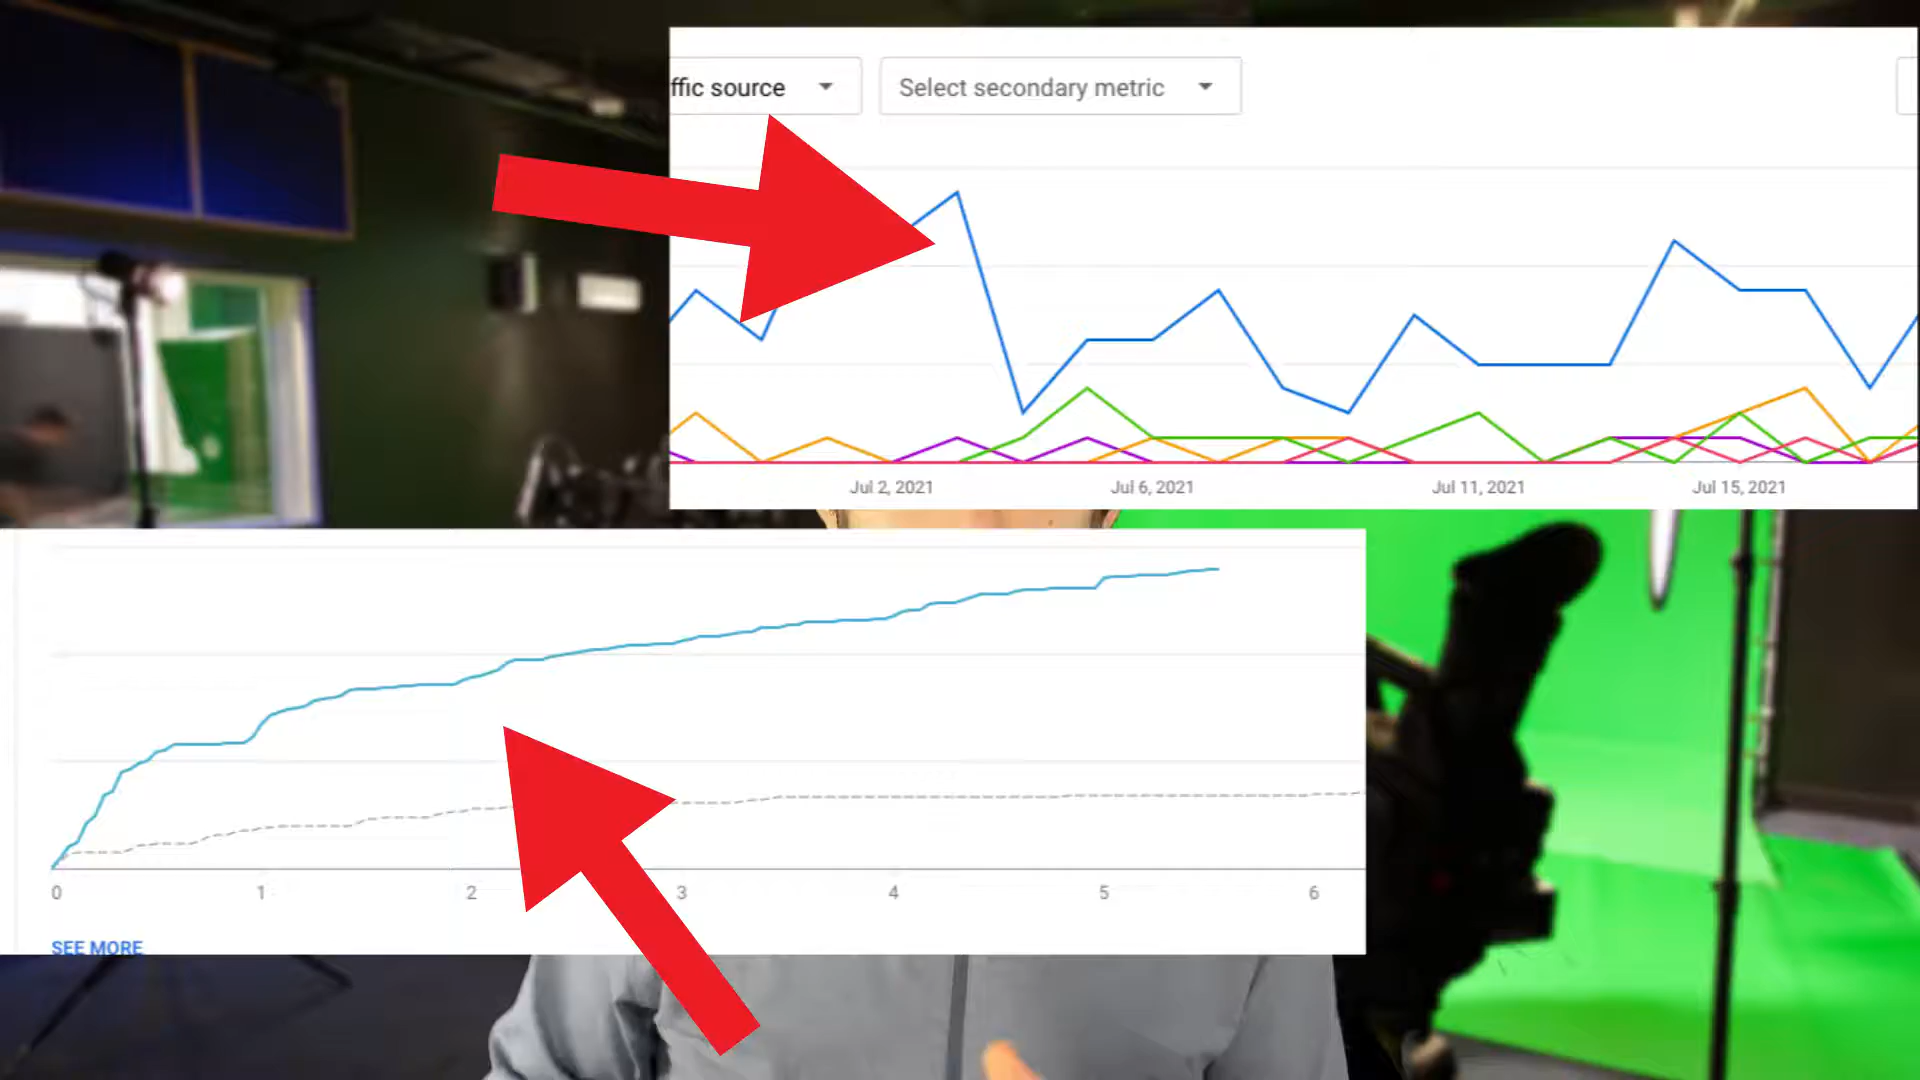 ffic source
Select secondary metric
Jul 2, 2021 Jul 6, 2021 Jul 11, 2021 Jul 15, 2021
0 1 2 3 4 5 6
SEE MORE